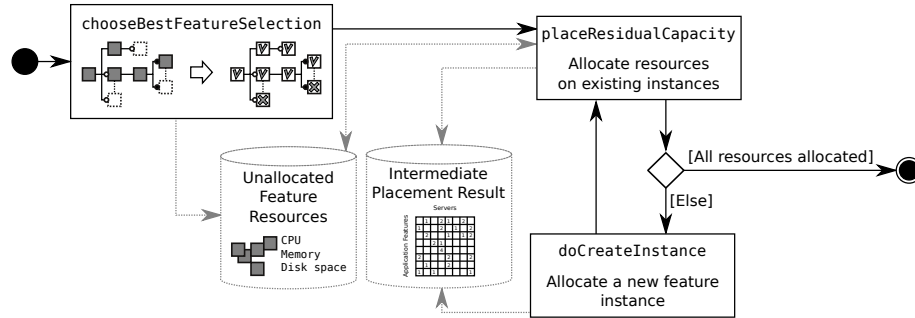 chooseBestFeatureSelection
placeResidualCapacity
Allocate resources
on existing instances
[All resources allocated]
[Else]
Unallocated
Feature
Resources
CPU
Memory
Disk space
Intermediate
Placement Result
Servers
Application Features
doCreateInstance
Allocate a new feature
instance